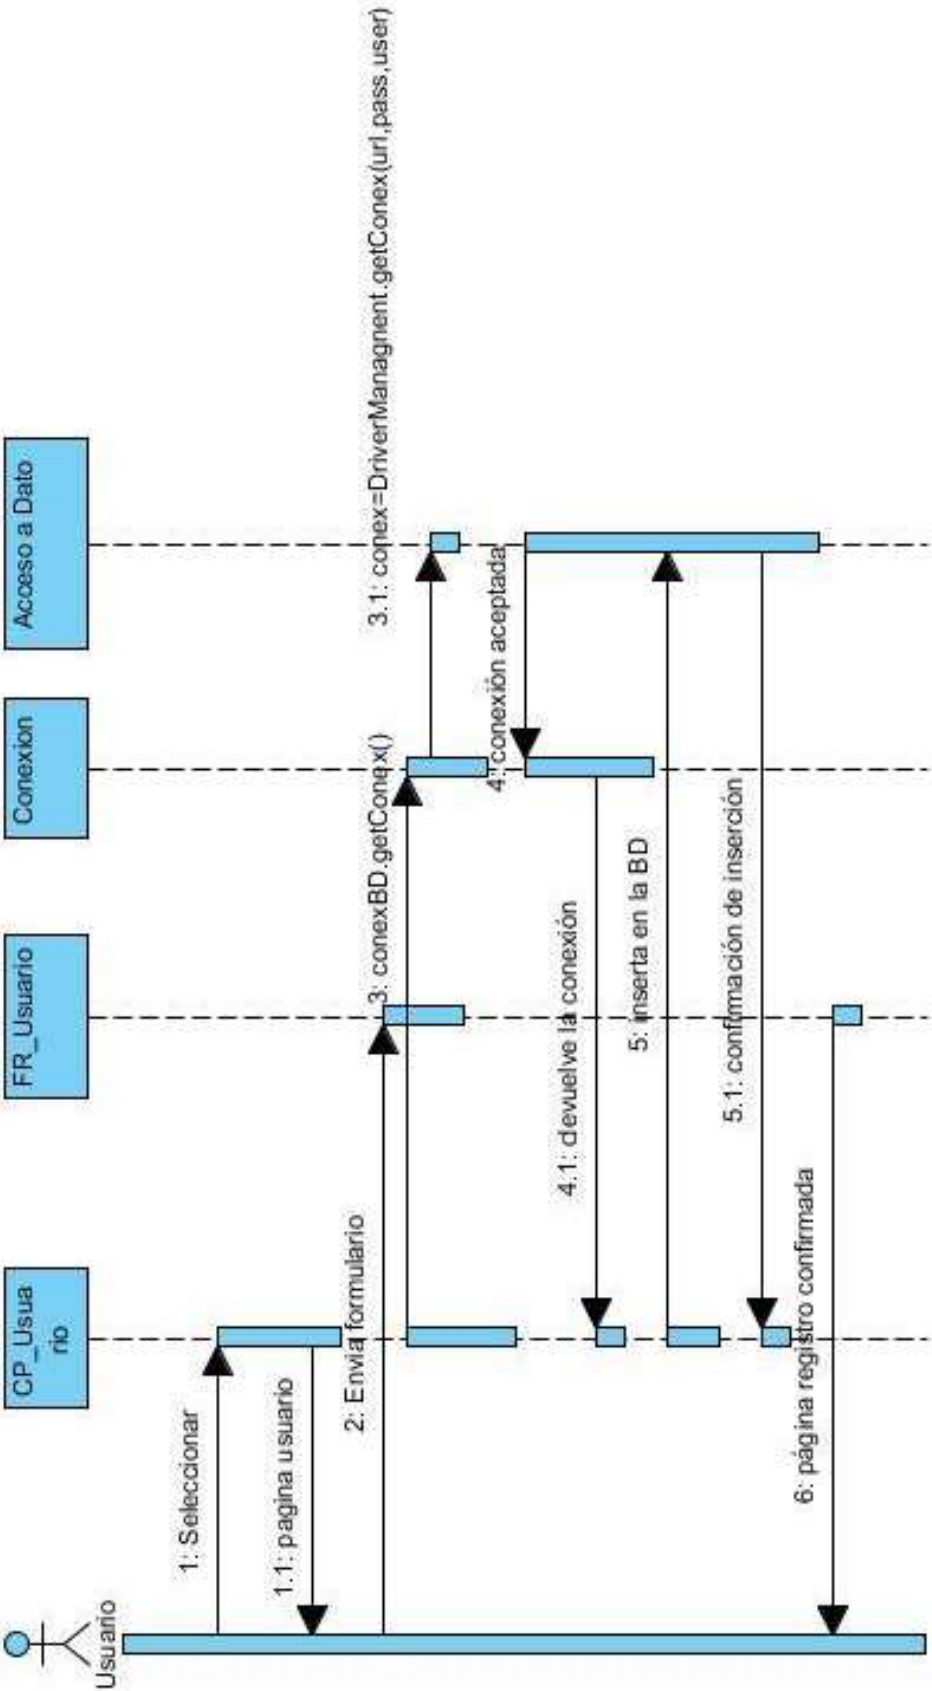 Usuario
CP_Usua
rio
FR_Usuario
Conexion
Acceso a Dato
1: Seleccionar
1.1: pagina usuario
2: Envia formulario
3: conexBD.getConex()
3.1: conex=DriverManagnent.getConex(url,pass,user)
4: conexión aceptada
4.1: devuelve la conexión
5: inserta en la BD
5.1: confirmación de inserción
6: página registro confirmada